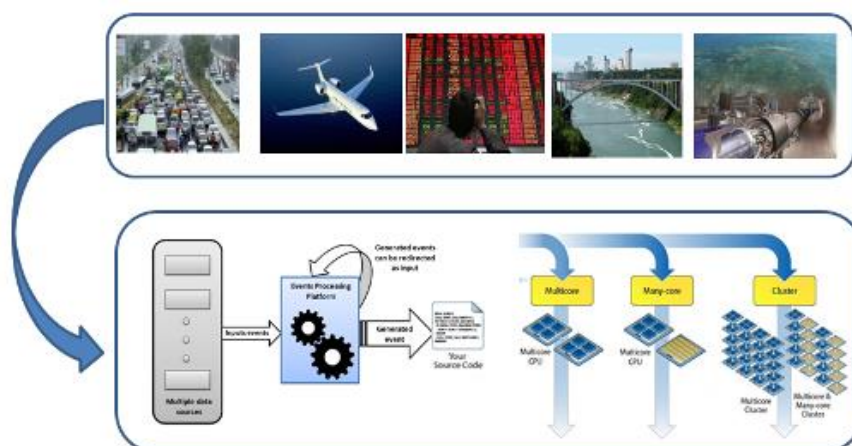 Generated events
can be redirected
as input
Events Processing
Platform
Inputs events
Generated
event
Your
Source Code
Multiple data
sources
Multicore
Many-core
Cluster
Multicore
CPU
Multicore
CPU
Multicore
Cluster
Multicore &
Many-core
Cluster